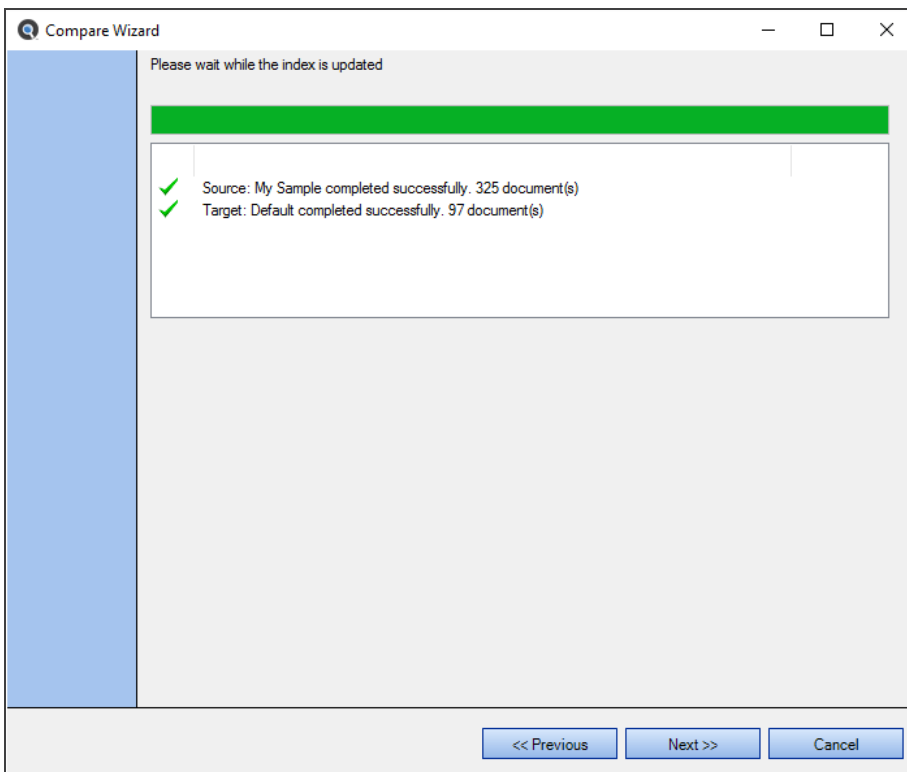 Compare Wizard
Please wait while the index is updated
Source: My Sample completed successfully. 325 document(s)
Target: Default completed successfully. 97 document(s)
<< Previous
Next >>
Cancel